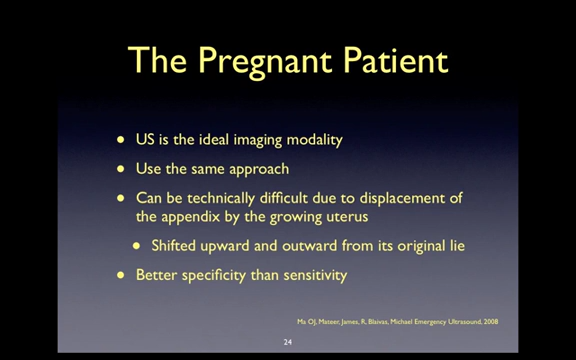 The Pregnant Patient
• US is the ideal imaging modality
• Use the same approach
• Can be technically difficult due to displacement of
the appendix by the growing uterus
• Shifted upward and outward from its original lie
• Better specificity than sensitivity
Ma OJ, Mateer, James, R, Blaivas, Michael Emergency Ultrasound, 2008
24